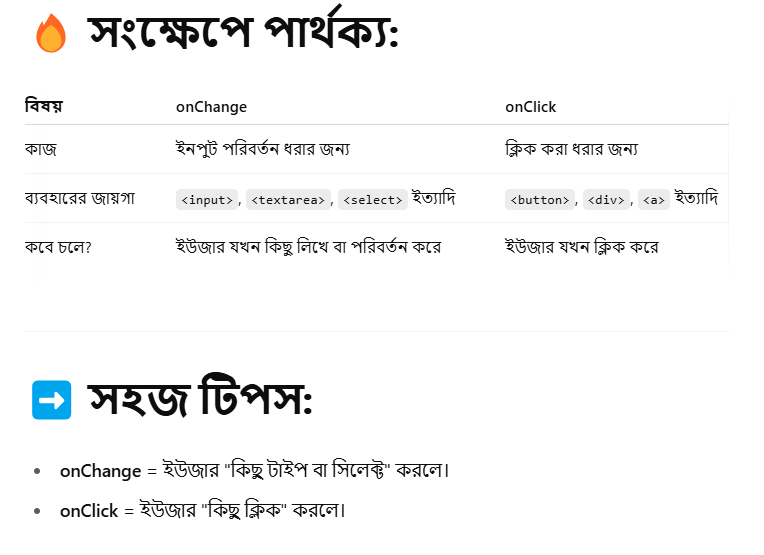 🔥 সংক্ষেপে পার্থক্য:
বিষয় onChange onClick
কাজ ইনপুট পরিবর্তন ধরার জন্য ক্লিক করা ধরার জন্য
ব্যবহারের জায়গা <input>, <textarea>, <select> ইত্যাদি <button>, <div>, <a> ইত্যাদি
কবে চলে? ইউজার যখন কিছু লিখে বা পরিবর্তন করে ইউজার যখন ক্লিক করে
➡️ সহজ টিপস:
• onChange = ইউজার "কিছু টাইপ বা সিলেক্ট" করলে।
• onClick = ইউজার "কিছু ক্লিক" করলে।